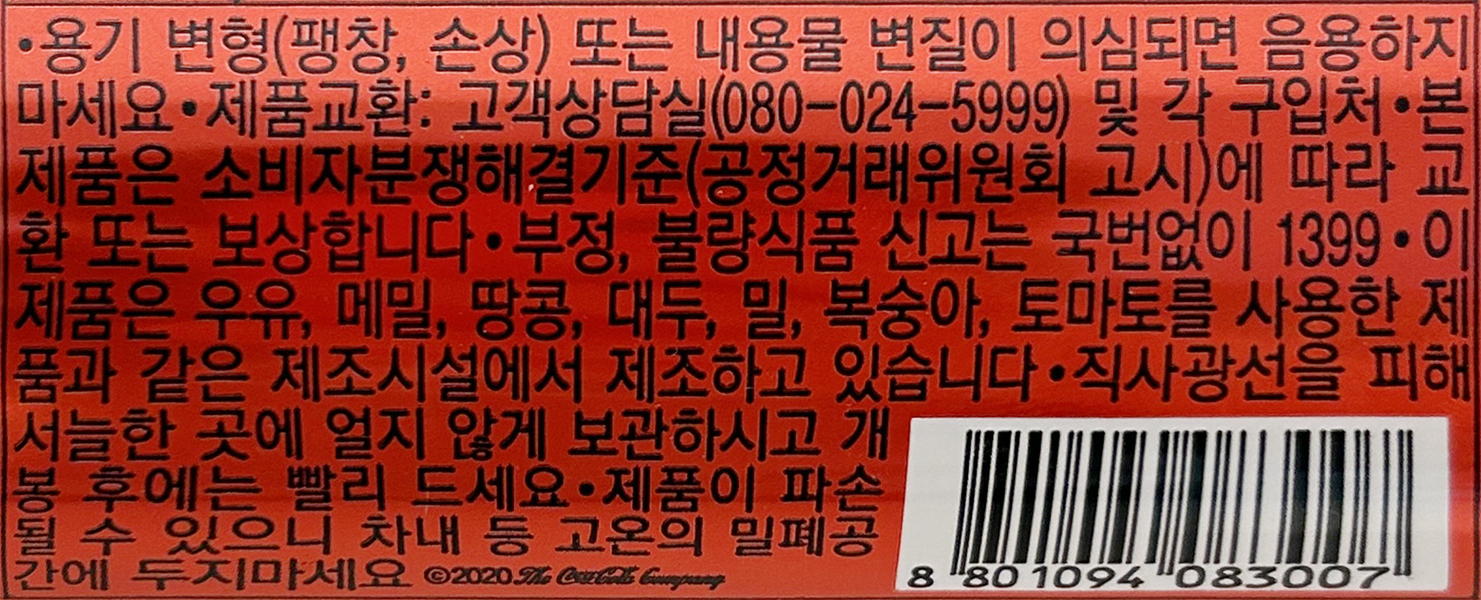 •용기 변형(팽창, 손상) 또는 내용물 변질이 의심되면 음용하지
마세요•제품교환: 고객상담실(080-024-5999) 및 각 구입처•본
제품은 소비자분쟁해결기준(공정거래위원회 고시)에 따라 교
환 또는 보상합니다•부정, 불량식품 신고는 국번없이 1399•이
제품은 우유, 메밀, 땅콩, 대두, 밀, 복숭아, 토마토를 사용한 제
품과 같은 제조시설에서 제조하고 있습니다•직사광선을 피해
서늘한 곳에 얼지 않게 보관하시고 개
봉 후에는 빨리 드세요•제품이 파손
될 수 있으니 차내 등 고온의 밀폐공
간에 두지마세요 ©2020 The Coca-Cola Company
8 801094 083007